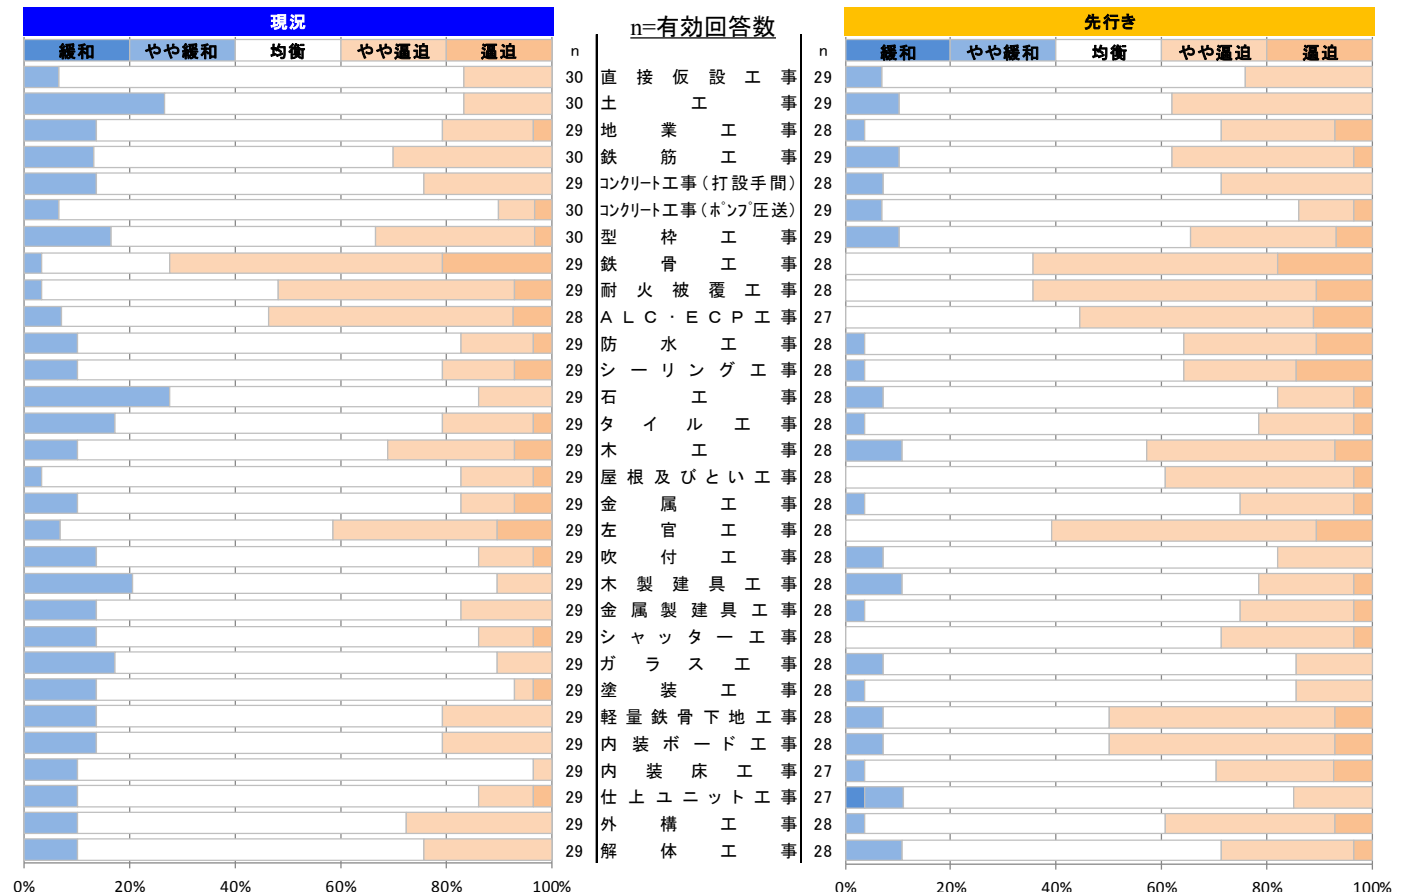 現況 n=有効回答数 先行き
緩和 やや緩和 均衡 やや逼迫 逼迫 n n 緩和 やや緩和 均衡 やや逼迫 逼迫
30 直接仮設工事 29
30 土工事 29
29 地業工事 28
30 鉄筋工事 29
29 コンクリート工事(打設手間) 28
30 コンクリート工事(ポンプ圧送) 29
30 型枠工事 29
29 鉄骨工事 28
29 耐火被覆工事 28
28 ALC・ECP工事 27
29 防水工事 28
29 シーリング工事 28
29 石工事 28
29 タイル工事 28
29 木工事 28
29 屋根及びとい工事 28
29 金属工事 28
29 左官工事 28
29 吹付工事 28
29 木製建具工事 28
29 金属製建具工事 28
29 シャッター工事 28
29 ガラス工事 28
29 塗装工事 28
29 軽量鉄骨下地工事 28
29 内装ボード工事 28
29 内装床工事 27
29 仕上ユニット工事 27
29 外構工事 28
29 解体工事 28
0% 20% 40% 60% 80% 100% 0% 20% 40% 60% 80% 100%